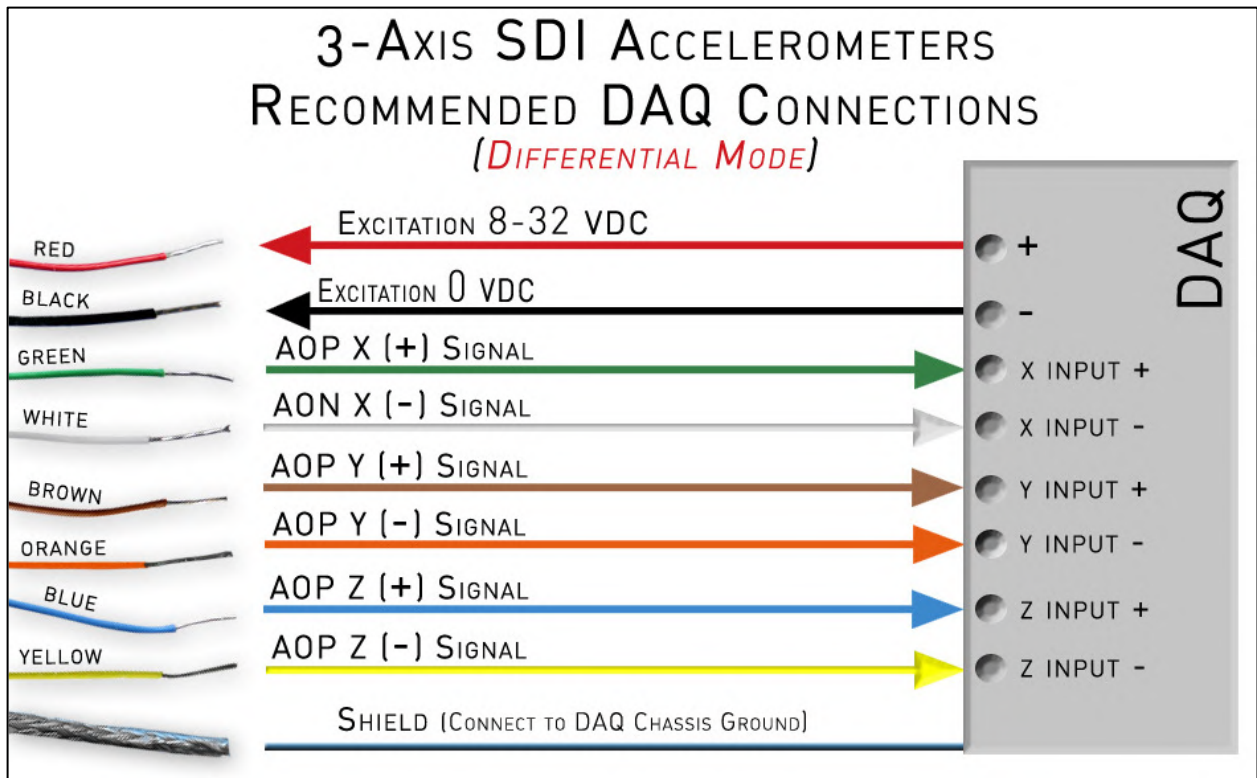 3-AXIS SDI ACCELEROMETERS
RECOMMENDED DAQ CONNECTIONS
(DIFFERENTIAL MODE)
DAQ
RED
EXCITATION 8-32 VDC
+
BLACK
EXCITATION 0 VDC
-
GREEN
AOP X (+) SIGNAL
X INPUT +
WHITE
AON X (-) SIGNAL
X INPUT -
BROWN
AOP Y (+) SIGNAL
Y INPUT +
ORANGE
AOP Y (-) SIGNAL
Y INPUT -
BLUE
AOP Z (+) SIGNAL
Z INPUT +
YELLOW
AOP Z (-) SIGNAL
Z INPUT -
SHIELD (CONNECT TO DAQ CHASSIS GROUND)